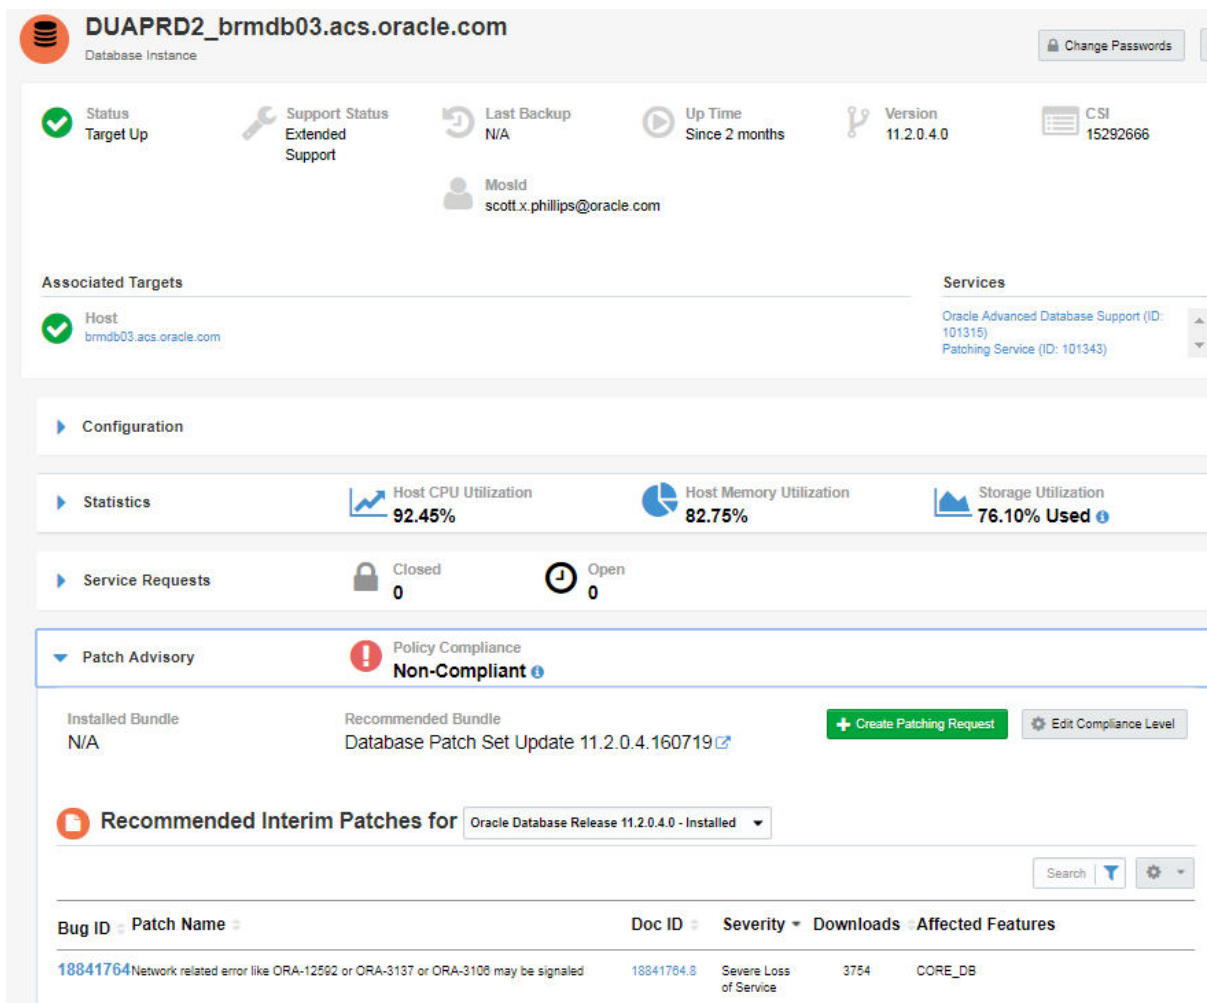 DUAPRD2_brmdb03.acs.oracle.com
Database Instance
Change Passwords
Status
Target Up
Support Status
Extended
Support
Last Backup
N/A
Up Time
Since 2 months
Version
11.2.0.4.0
CSI
15292666
MosId
scott.x.phillips@oracle.com
Associated Targets
Services
Host
brmdb03.acs.oracle.com
Oracle Advanced Database Support (ID:
101315)
Patching Service (ID: 101343)
Configuration
Statistics
Host CPU Utilization
92.45%
Host Memory Utilization
82.75%
Storage Utilization
76.10% Used
Service Requests
Closed
0
Open
0
Patch Advisory
Policy Compliance
Non-Compliant
Installed Bundle
N/A
Recommended Bundle
Database Patch Set Update 11.2.0.4.160719
Create Patching Request
Edit Compliance Level
Recommended Interim Patches for Oracle Database Release 11.2.0.4.0 - Installed
Search
Bug ID Patch Name Doc ID Severity Downloads Affected Features
18841764 Network related error like ORA-12592 or ORA-3137 or ORA-3106 may be signaled 18841764.8 Severe Loss 3754 CORE_DB
of Service